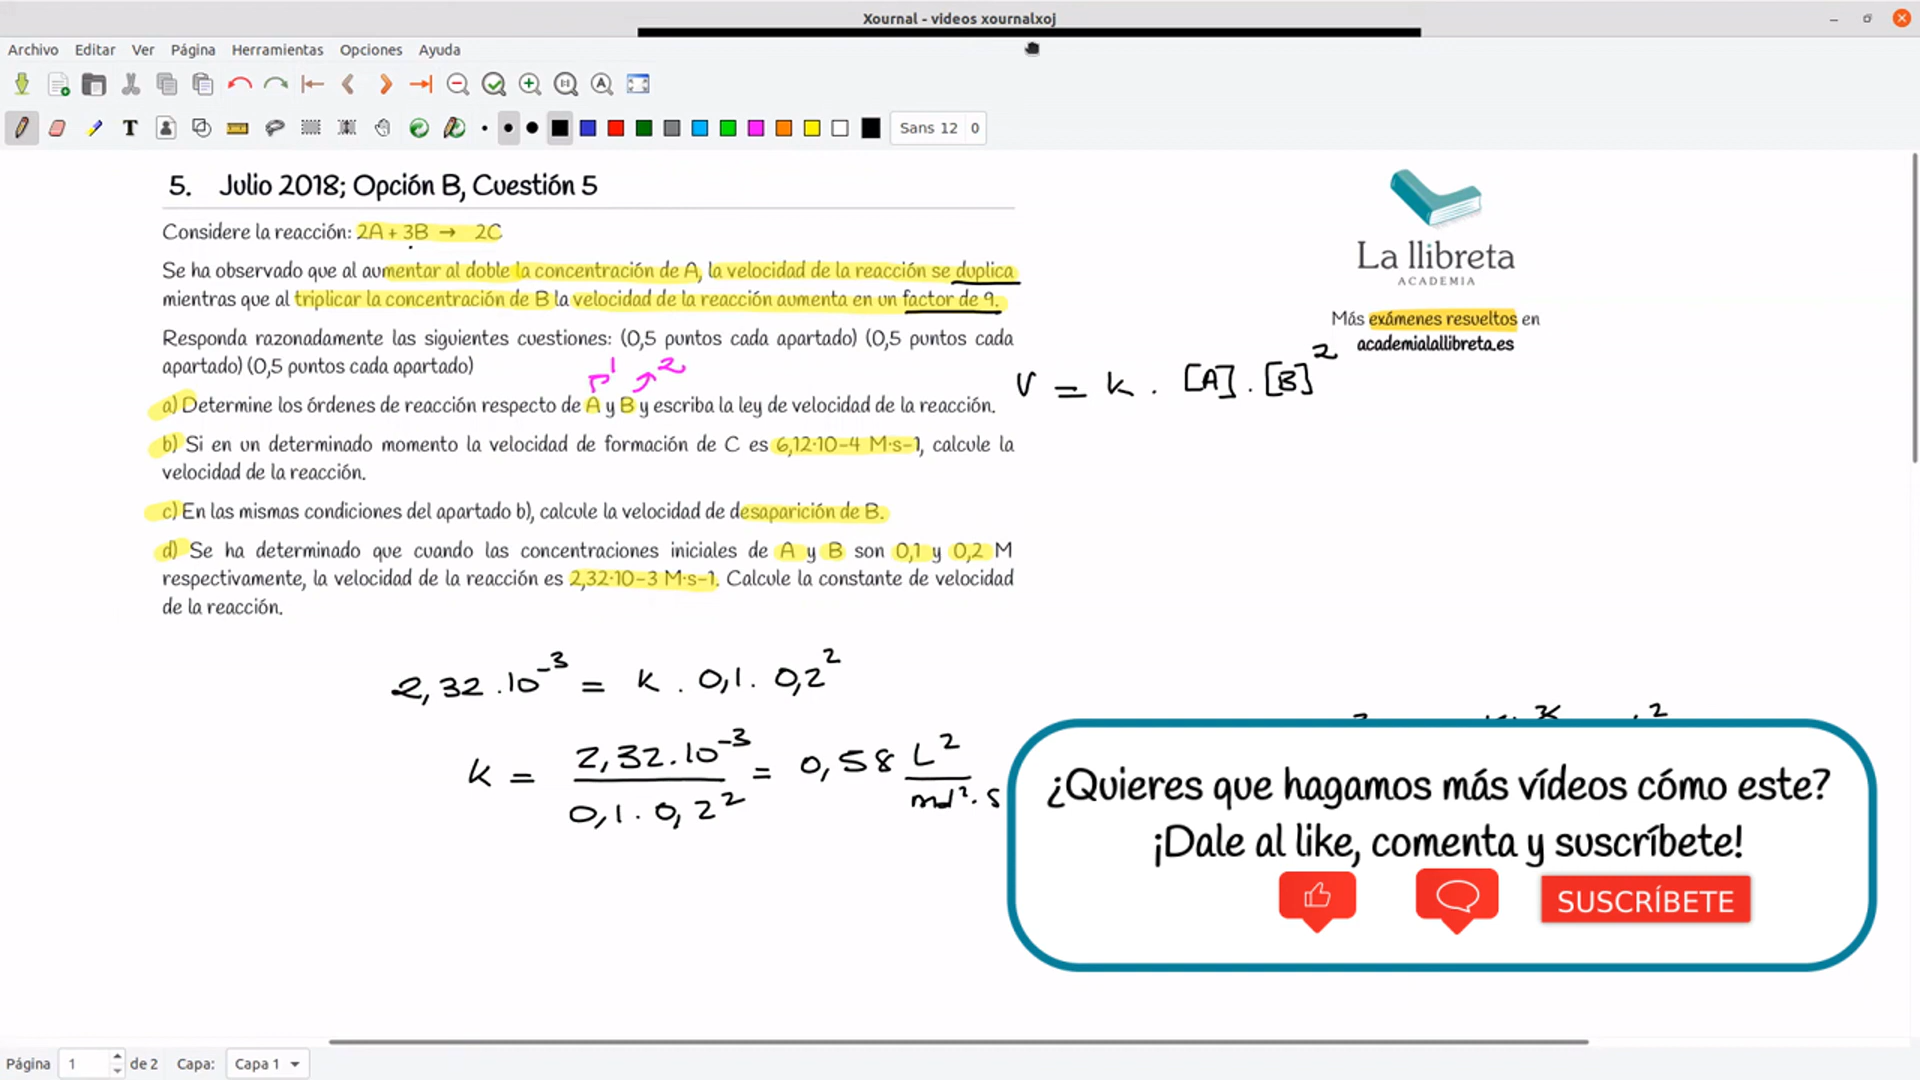 Xournal - videos xournalxoj
Archivo Editar Ver Página Herramientas Opciones Ayuda
Sans 12 0
5. Julio 2018; Opción B, Cuestión 5
Considere la reacción: 2A + 3B → 2C
Se ha observado que al aumentar al doble la concentración de A, la velocidad de la reacción se duplica
mientras que al triplicar la concentración de B la velocidad de la reacción aumenta en un factor de 9.
Responda razonadamente las siguientes cuestiones: (0,5 puntos cada apartado) (0,5 puntos cada
apartado) (0,5 puntos cada apartado)
1 2
a) Determine los órdenes de reacción respecto de A y B y escriba la ley de velocidad de la reacción.
b) Si en un determinado momento la velocidad de formación de C es 6,12·10-4 M·s-1, calcule la
velocidad de la reacción.
c) En las mismas condiciones del apartado b), calcule la velocidad de desaparición de B.
d) Se ha determinado que cuando las concentraciones iniciales de A y B son 0,1 y 0,2 M
respectivamente, la velocidad de la reacción es 2,32·10-3 M·s-1. Calcule la constante de velocidad
de la reacción.
La llibreta
ACADEMIA
Más exámenes resueltos en
academialallibreta.es
v = k · [A] · [B]²
2,32 · 10⁻³ = k · 0,1 · 0,2²
k = 2,32 · 10⁻³ / 0,1 · 0,2² = 0,58 L² / mol² · s
¿Quieres que hagamos más vídeos cómo este?
¡Dale al like, comenta y suscríbete!
SUSCRÍBETE
Página 1 de 2 Capa: Capa 1